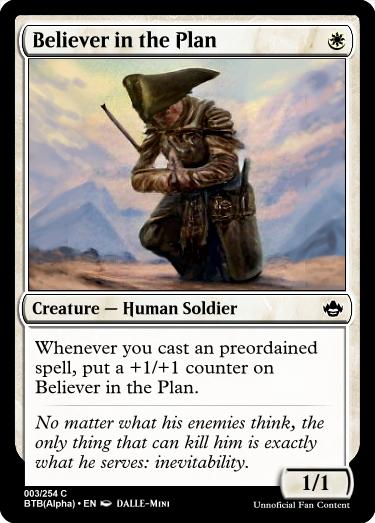 Believer in the Plan
Creature — Human Soldier
Whenever you cast an preordained
spell, put a +1/+1 counter on
Believer in the Plan.
No matter what his enemies think, the
only thing that can kill him is exactly
what he serves: inevitability.
1/1
003/254 C
BTB(Alpha) • EN DALLE-Mini
Unnoficial Fan Content